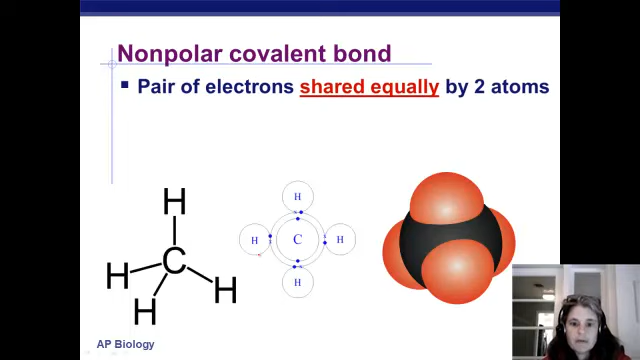 Nonpolar covalent bond
Pair of electrons shared equally by 2 atoms
H
H
C
H
H
H
H
C
H
H
AP Biology